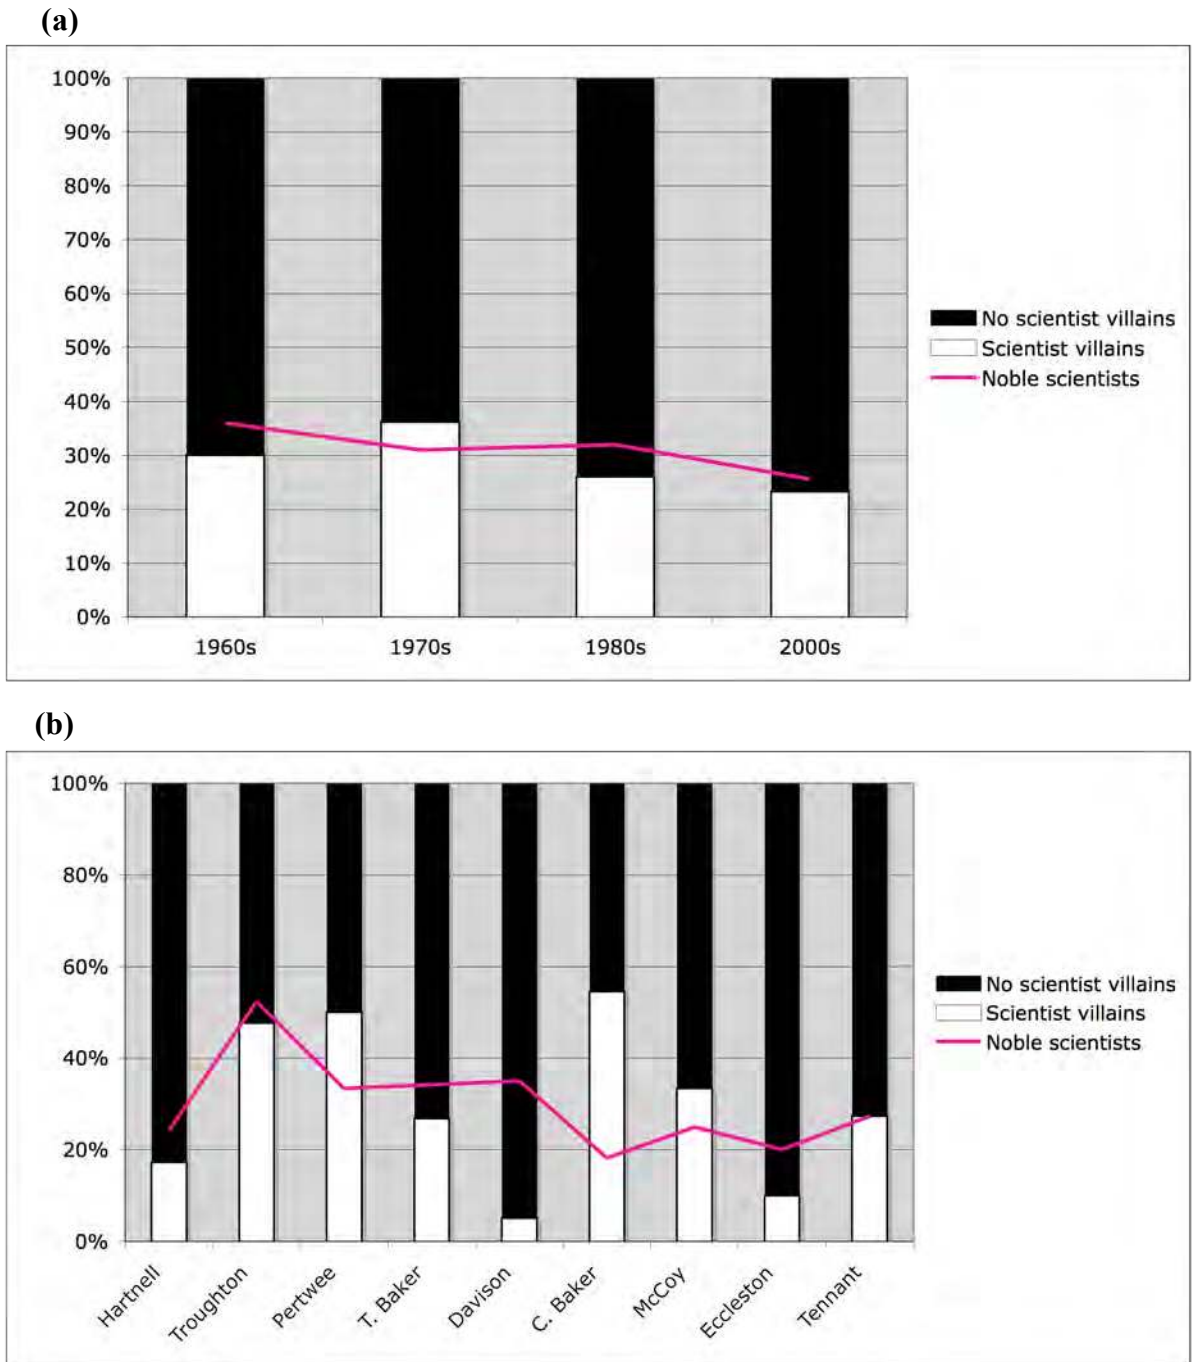 (a)
100%
90%
80%
70%
60%
50%
40%
30%
20%
10%
0%
1960s 1970s 1980s 2000s
No scientist villains
Scientist villains
Noble scientists
(b)
100%
80%
60%
40%
20%
0%
Hartnell
Troughton
Pertwee
T. Baker
Davison
C. Baker
McCoy
Eccleston
Tennant
No scientist villains
Scientist villains
Noble scientists